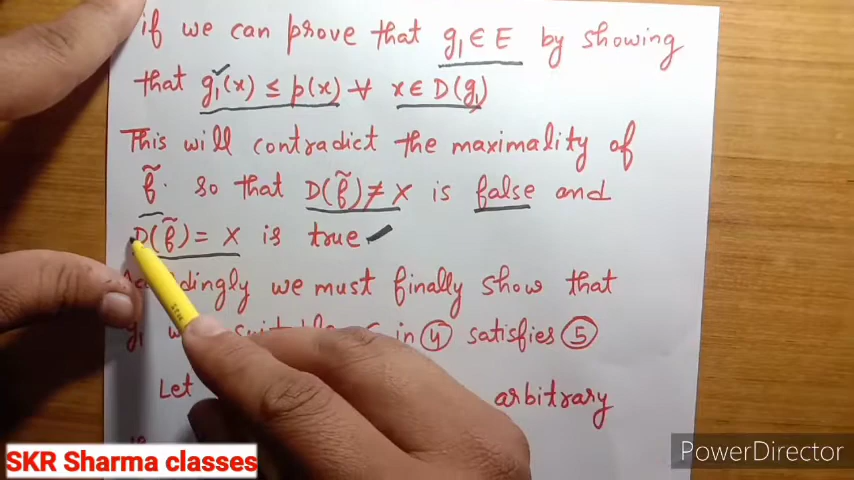 if we can prove that g₁ ∈ E by showing
that g₁(x) ≤ p(x) ∀ x ∈ D(g₁)
This will contradict the maximality of
f̃. so that D(f̃) ≠ X is false and
D(f̃) = X is true
we must finally show that
g₁ in ④ satisfies ⑤
Let arbitrary
SKR Sharma classes
PowerDirector